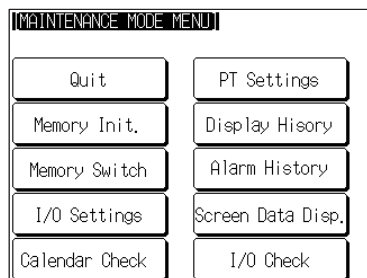 [MAINTENANCE MODE MENU]
Quit
PT Settings
Memory Init.
Display Hisory
Memory Switch
Alarm History
I/O Settings
Screen Data Disp.
Calendar Check
I/O Check